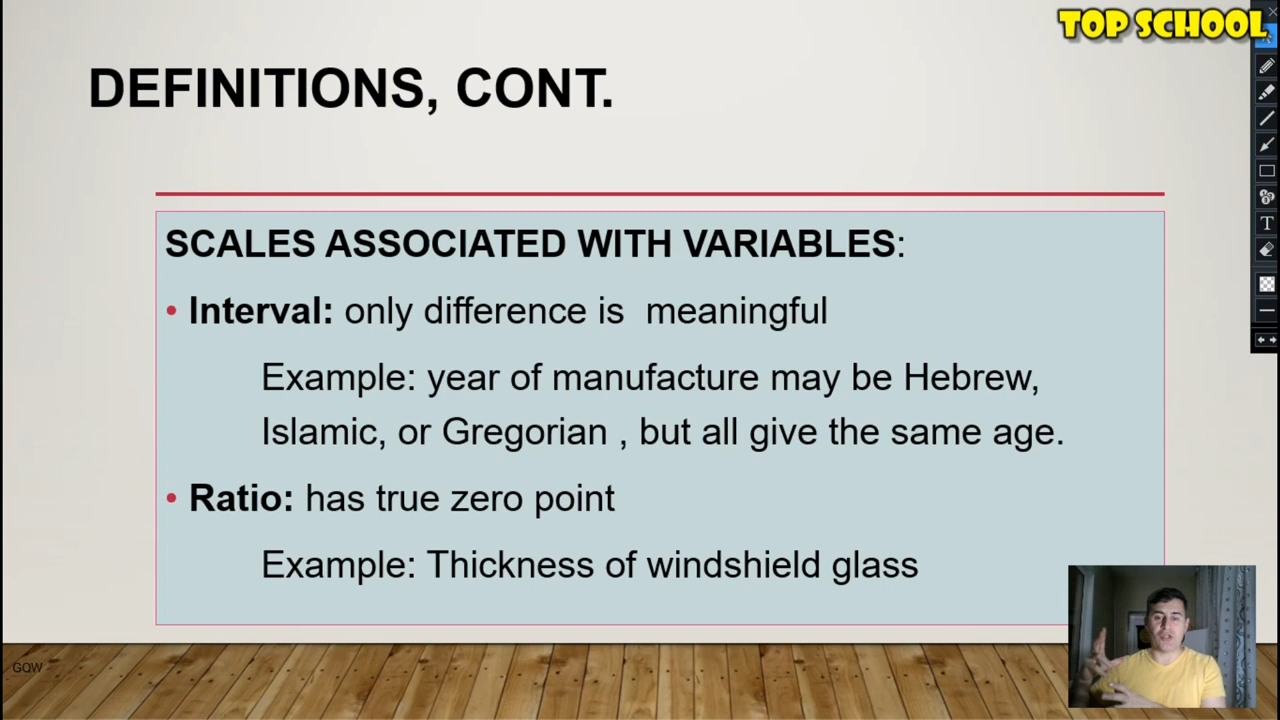 TOP SCHOOL
DEFINITIONS, CONT.
SCALES ASSOCIATED WITH VARIABLES:
• Interval: only difference is  meaningful
Example: year of manufacture may be Hebrew,
Islamic, or Gregorian , but all give the same age.
• Ratio: has true zero point
Example: Thickness of windshield glass
GQW